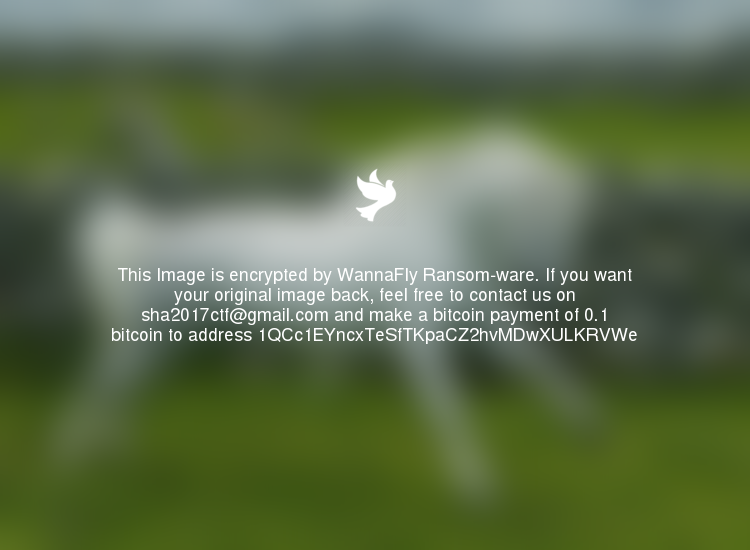 This Image is encrypted by WannaFly Ransom-ware. If you want
your original image back, feel free to contact us on
sha2017ctf@gmail.com and make a bitcoin payment of 0.1
bitcoin to address 1QCc1EYncxTeSfTKpaCZ2hvMDwXULKRVWe